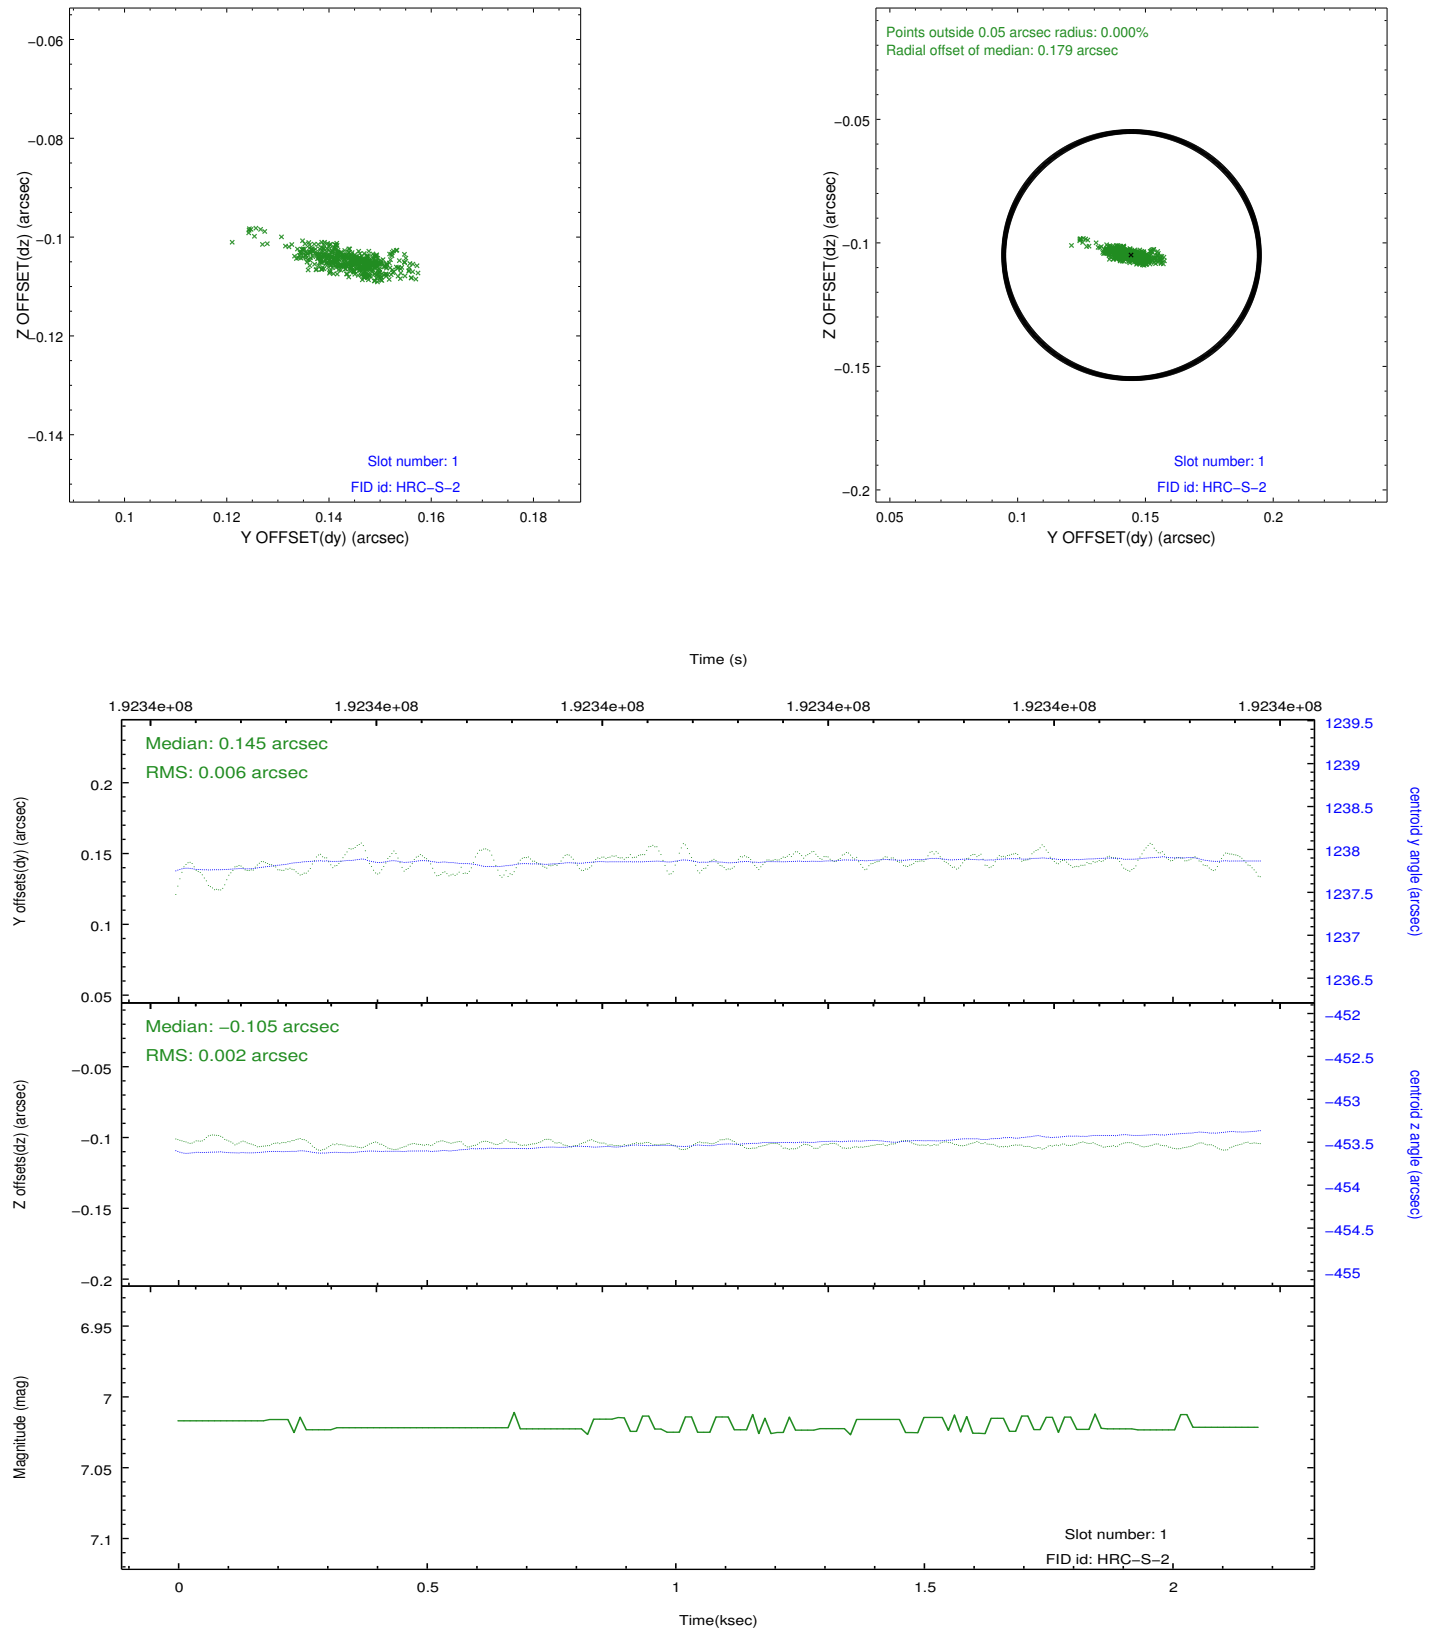 −0.06
−0.08
−0.1
−0.12
−0.14
Z OFFSET(dz) (arcsec)
Slot number: 1
FID id: HRC−S−2
0.1 0.12 0.14 0.16 0.18
Y OFFSET(dy) (arcsec)
Points outside 0.05 arcsec radius: 0.000%
Radial offset of median: 0.179 arcsec
−0.05
−0.1
−0.15
−0.2
Z OFFSET(dz) (arcsec)
Slot number: 1
FID id: HRC−S−2
0.05 0.1 0.15 0.2
Y OFFSET(dy) (arcsec)
Time (s)
1.9234e+08 1.9234e+08 1.9234e+08 1.9234e+08 1.9234e+08 1.9234e+08
Median: 0.145 arcsec
RMS: 0.006 arcsec
0.2
0.15
0.1
0.05
Y offsets(dy) (arcsec)
1239.5
1239
1238.5
1238
1237.5
1237
1236.5
centroid y angle (arcsec)
Median: −0.105 arcsec
RMS: 0.002 arcsec
−0.05
−0.1
−0.15
−0.2
Z offsets(dz) (arcsec)
−452
−452.5
−453
−453.5
−454
−454.5
−455
centroid z angle (arcsec)
6.95
7
7.05
7.1
Magnitude (mag)
Slot number: 1
FID id: HRC−S−2
0 0.5 1 1.5 2
Time(ksec)